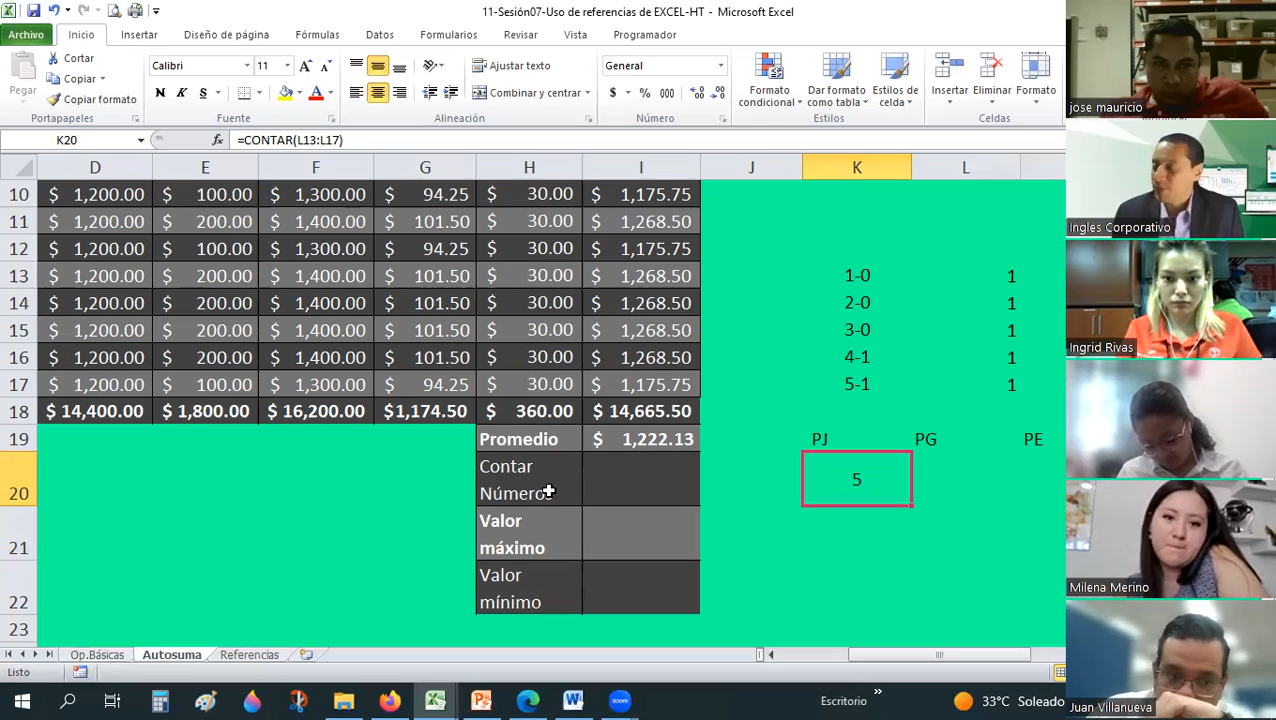 11-Sesión07-Uso de referencias de EXCEL-HT - Microsoft Excel
Archivo Inicio Insertar Diseño de página Fórmulas Datos Formularios Revisar Vista Programador
Pegar
Cortar
Copiar
Copiar formato
Portapapeles
Calibri 11
N K S
Fuente
Ajustar texto
Combinar y centrar
Alineación
General
$ % 000
Número
Formato condicional
Dar formato como tabla
Estilos de celda
Estilos
Insertar Eliminar Formato
Celdas
K20 fx =CONTAR(L13:L17)
D E F G H I J K L
10 $ 1,200.00 $ 100.00 $ 1,300.00 $ 94.25 $ 30.00 $ 1,175.75
11 $ 1,200.00 $ 200.00 $ 1,400.00 $ 101.50 $ 30.00 $ 1,268.50
12 $ 1,200.00 $ 100.00 $ 1,300.00 $ 94.25 $ 30.00 $ 1,175.75
13 $ 1,200.00 $ 200.00 $ 1,400.00 $ 101.50 $ 30.00 $ 1,268.50 1-0 1
14 $ 1,200.00 $ 200.00 $ 1,400.00 $ 101.50 $ 30.00 $ 1,268.50 2-0 1
15 $ 1,200.00 $ 200.00 $ 1,400.00 $ 101.50 $ 30.00 $ 1,268.50 3-0 1
16 $ 1,200.00 $ 200.00 $ 1,400.00 $ 101.50 $ 30.00 $ 1,268.50 4-1 1
17 $ 1,200.00 $ 100.00 $ 1,300.00 $ 94.25 $ 30.00 $ 1,175.75 5-1 1
18 $ 14,400.00 $ 1,800.00 $ 16,200.00 $1,174.50 $ 360.00 $ 14,665.50
19 Promedio $ 1,222.13 PJ PG PE
Contar
20 Número 5
Valor
21 máximo
Valor
22 mínimo
23
Op.Básicas Autosuma Referencias
Listo
Escritorio » 33°C Soleado
zoom
jose mauricio
Ingles Corporativo
Ingrid Rivas
Milena Merino
Juan Villanueva